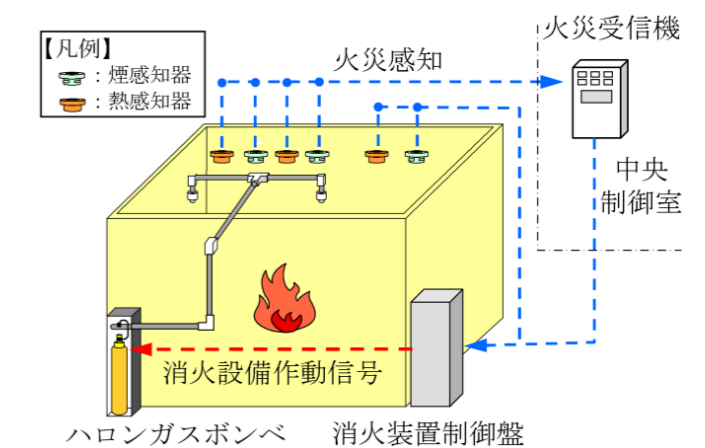 火災受信機
【凡例】
：煙感知器
：熱感知器
火災感知
中央
制御室
消火設備作動信号
ハロンガスボンベ
消火装置制御盤